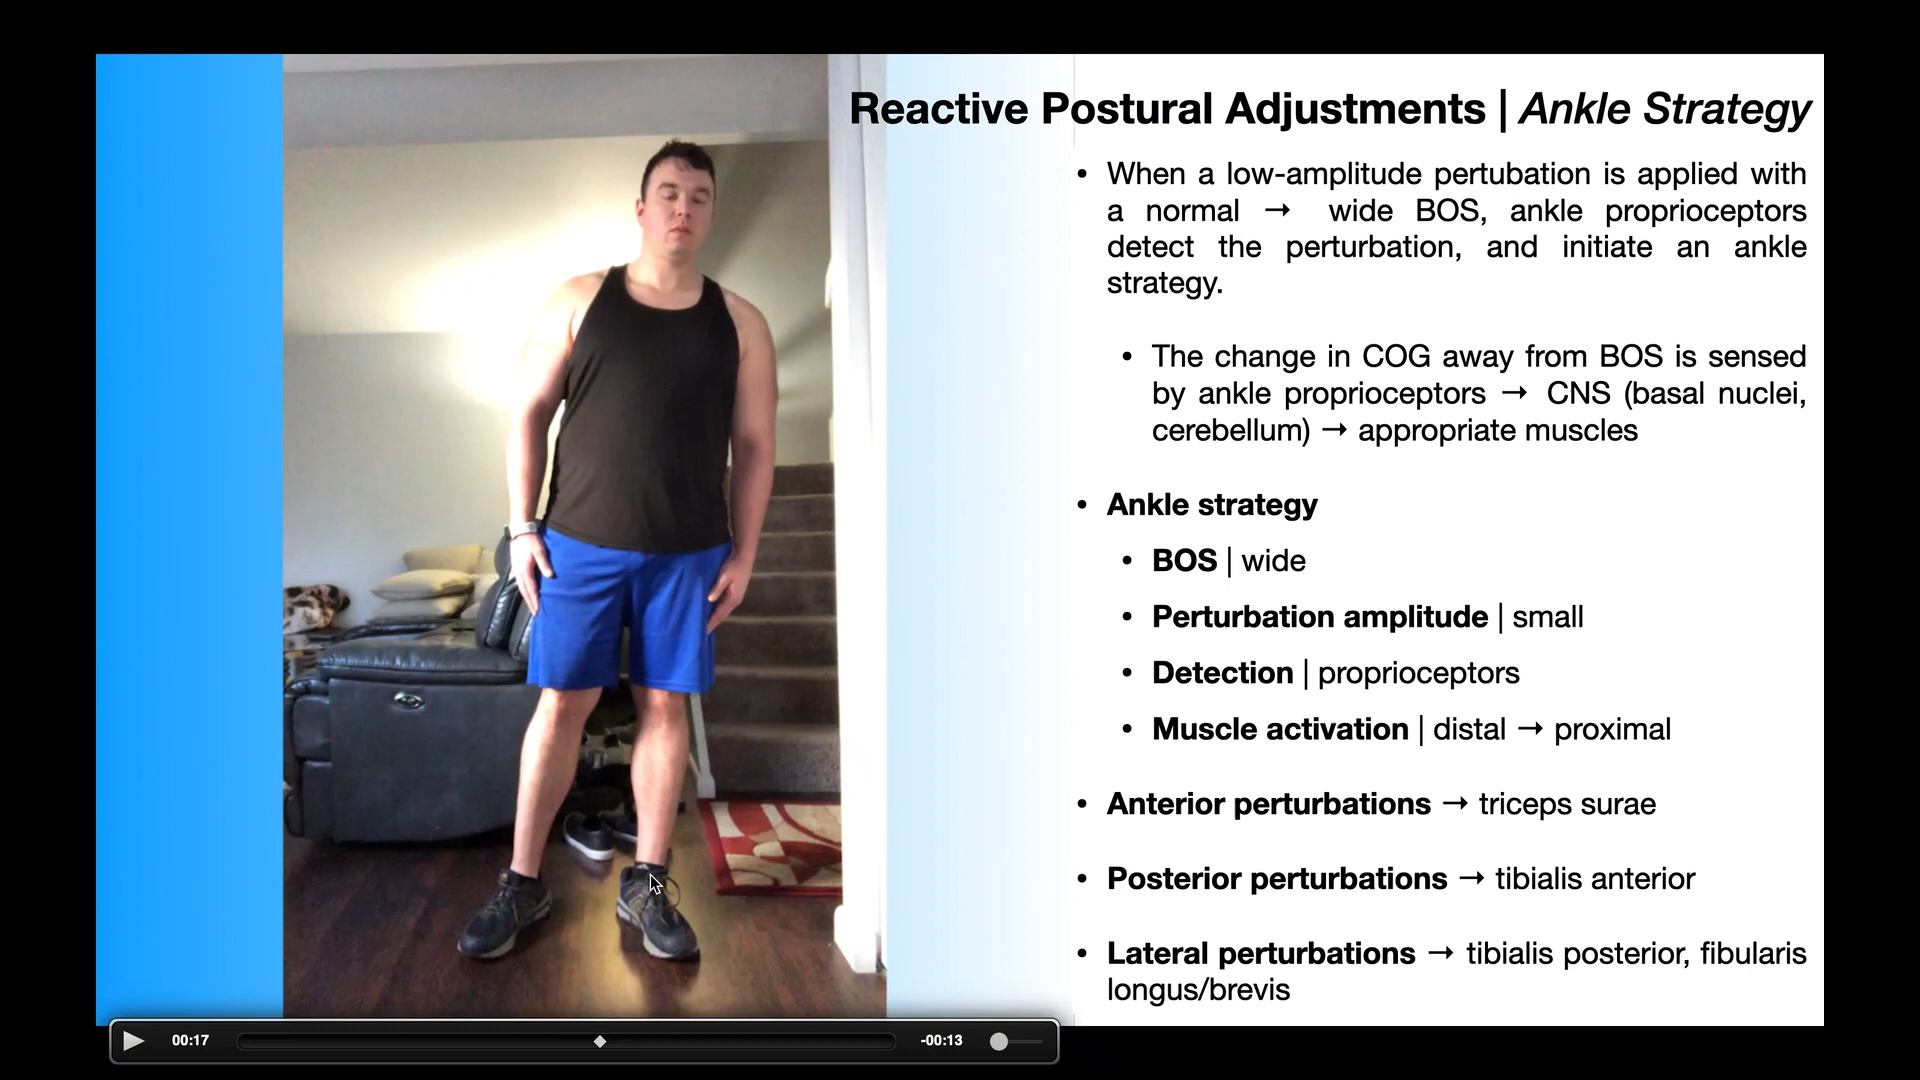 Reactive Postural Adjustments | Ankle Strategy
• When a low-amplitude pertubation is applied with
a normal → wide BOS, ankle proprioceptors
detect the perturbation, and initiate an ankle
strategy.
• The change in COG away from BOS is sensed
by ankle proprioceptors → CNS (basal nuclei,
cerebellum) → appropriate muscles
• Ankle strategy
• BOS | wide
• Perturbation amplitude | small
• Detection | proprioceptors
• Muscle activation | distal → proximal
• Anterior perturbations → triceps surae
• Posterior perturbations → tibialis anterior
• Lateral perturbations → tibialis posterior, fibularis
longus/brevis
00:17
-00:13